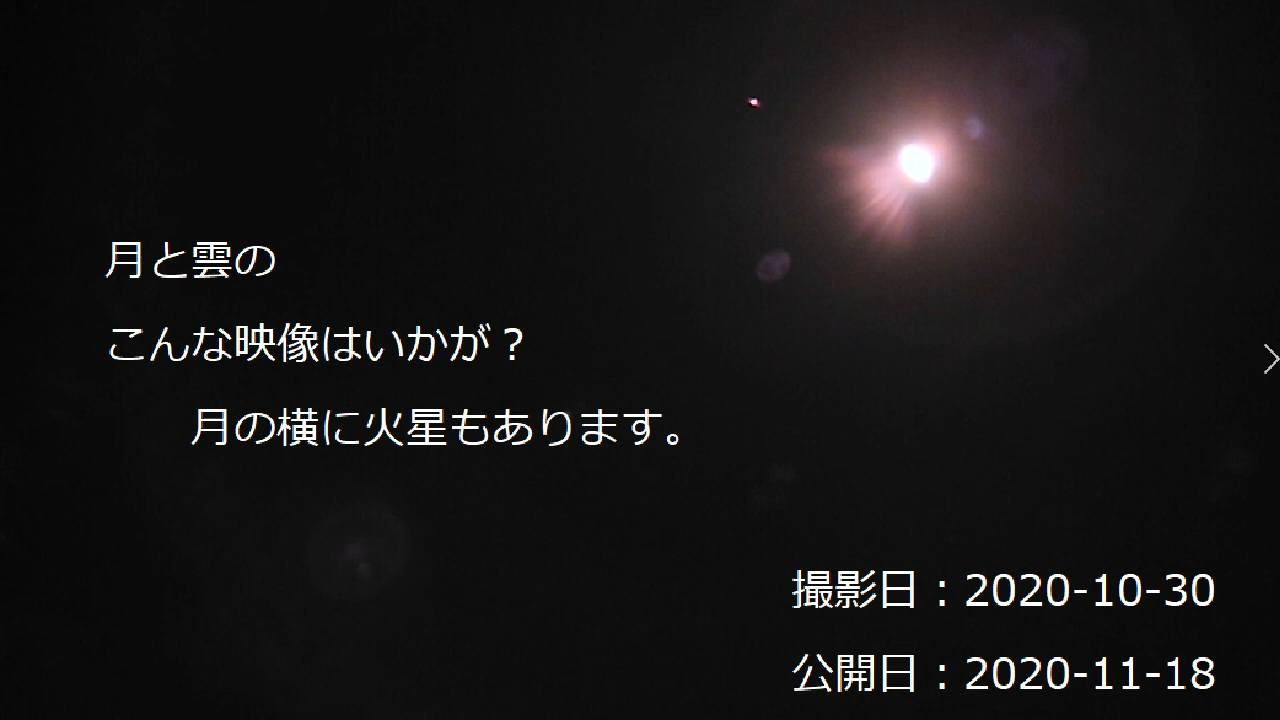 月と雲の
こんな映像はいかが？
月の横に火星もあります。
撮影日：2020-10-30
公開日：2020-11-18